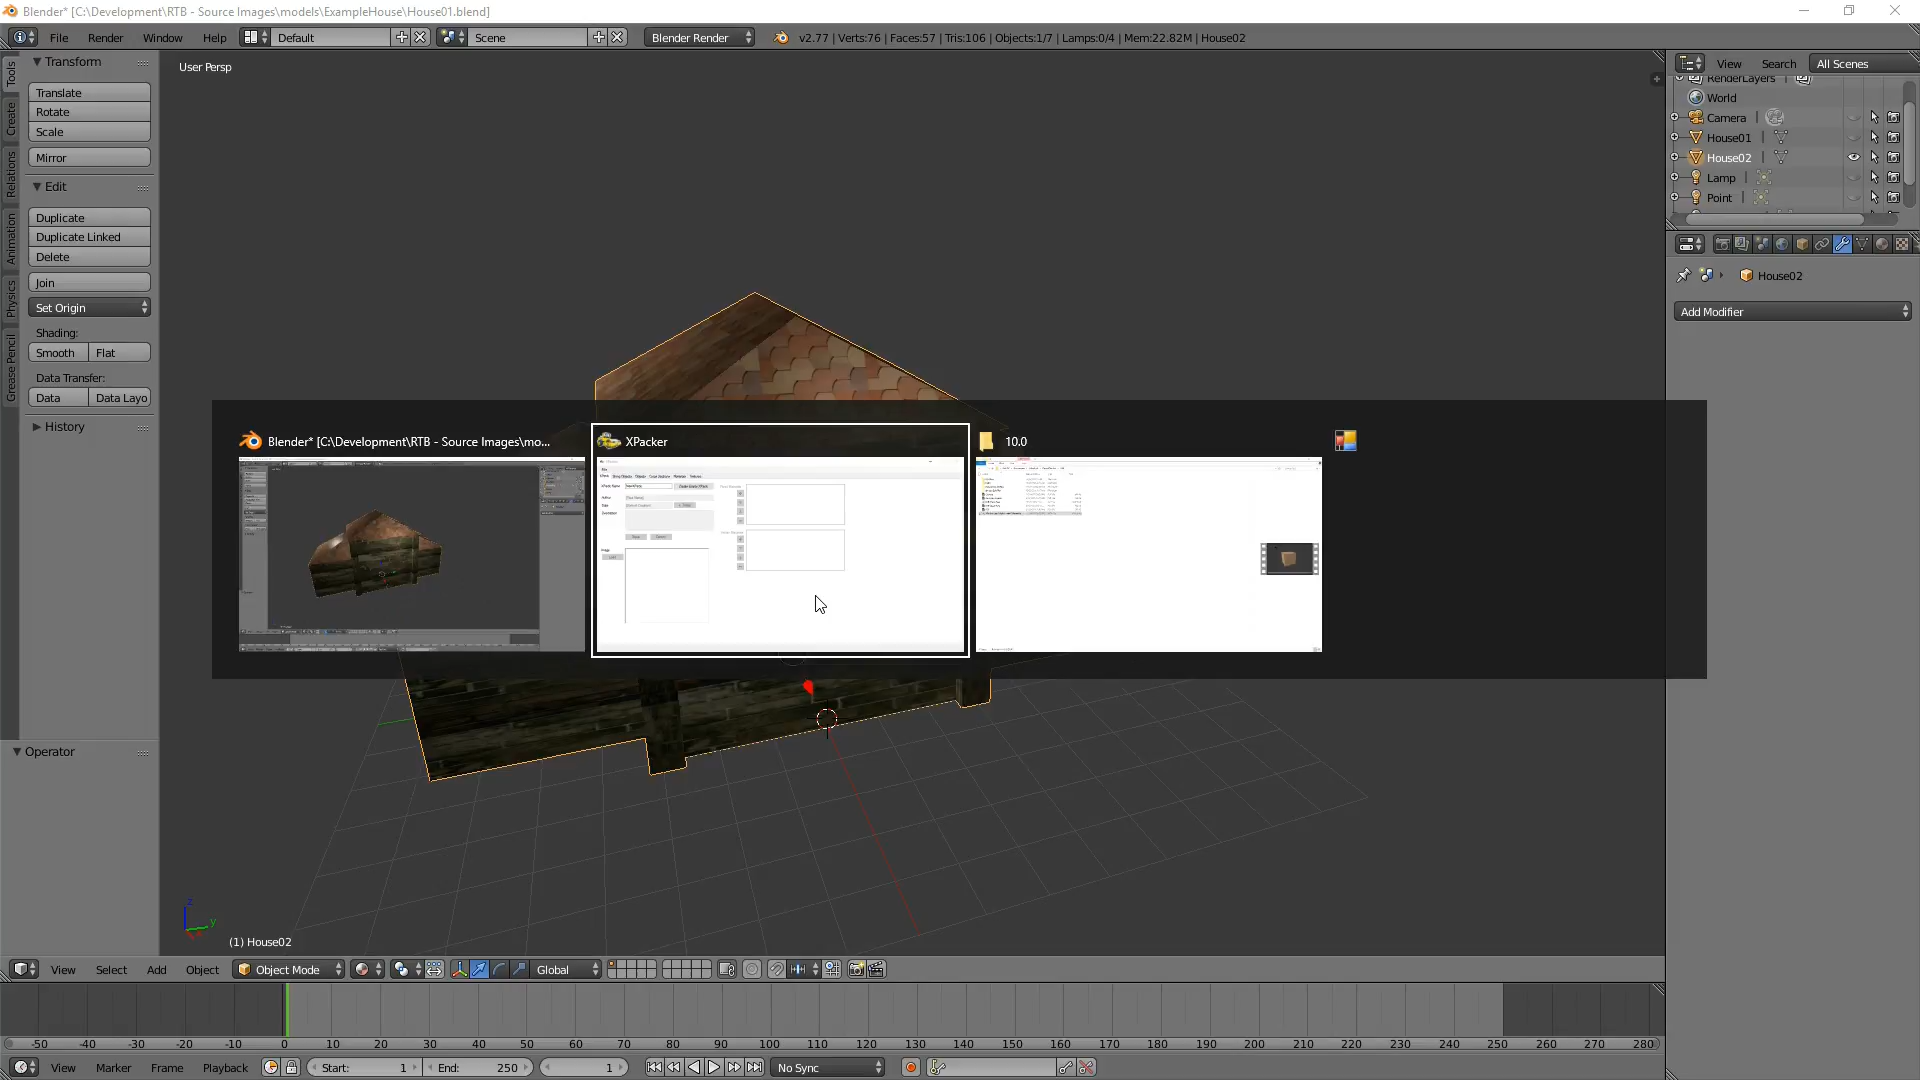 Blender* [C:\Development\RTB - Source Images\models\ExampleHouse\House01.blend]
File Render Window Help Default Scene Blender Render v2.77 | Verts:76 | Faces:57 | Tris:106 | Objects:1/7 | Lamps:0/4 | Mem:22.82M | House02
Tools
Create
Relations
Animation
Physics
Grease Pencil
Transform
Translate
Rotate
Scale
Mirror
Edit
Duplicate
Duplicate Linked
Delete
Join
Set Origin
Shading:
Smooth Flat
Data Transfer:
Data Data Layo
History
Operator
User Persp
Blender* [C:\Development\RTB - Source Images\mo...
XPacker
10.0
z
y
(1) House02
View Search All Scenes
RenderLayers
World
Camera
House01
House02
Lamp
Point
House02
Add Modifier
View Select Add Object Object Mode Global
-50 -40 -30 -20 -10 0 10 20 30 40 50 60 70 80 90 100 110 120 130 140 150 160 170 180 190 200 210 220 230 240 250 260 270 280
View Marker Frame Playback Start: 1 End: 250 1 No Sync